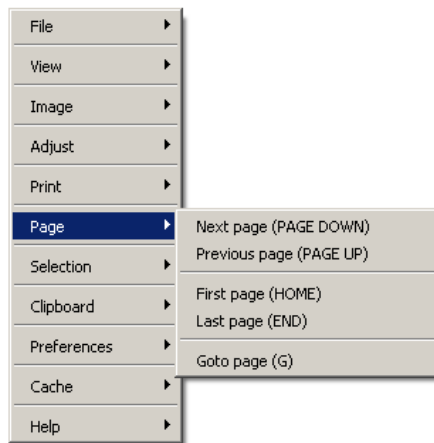 File
View
Image
Adjust
Print
Page
Selection
Clipboard
Preferences
Cache
Help
Next page (PAGE DOWN)
Previous page (PAGE UP)
First page (HOME)
Last page (END)
Goto page (G)